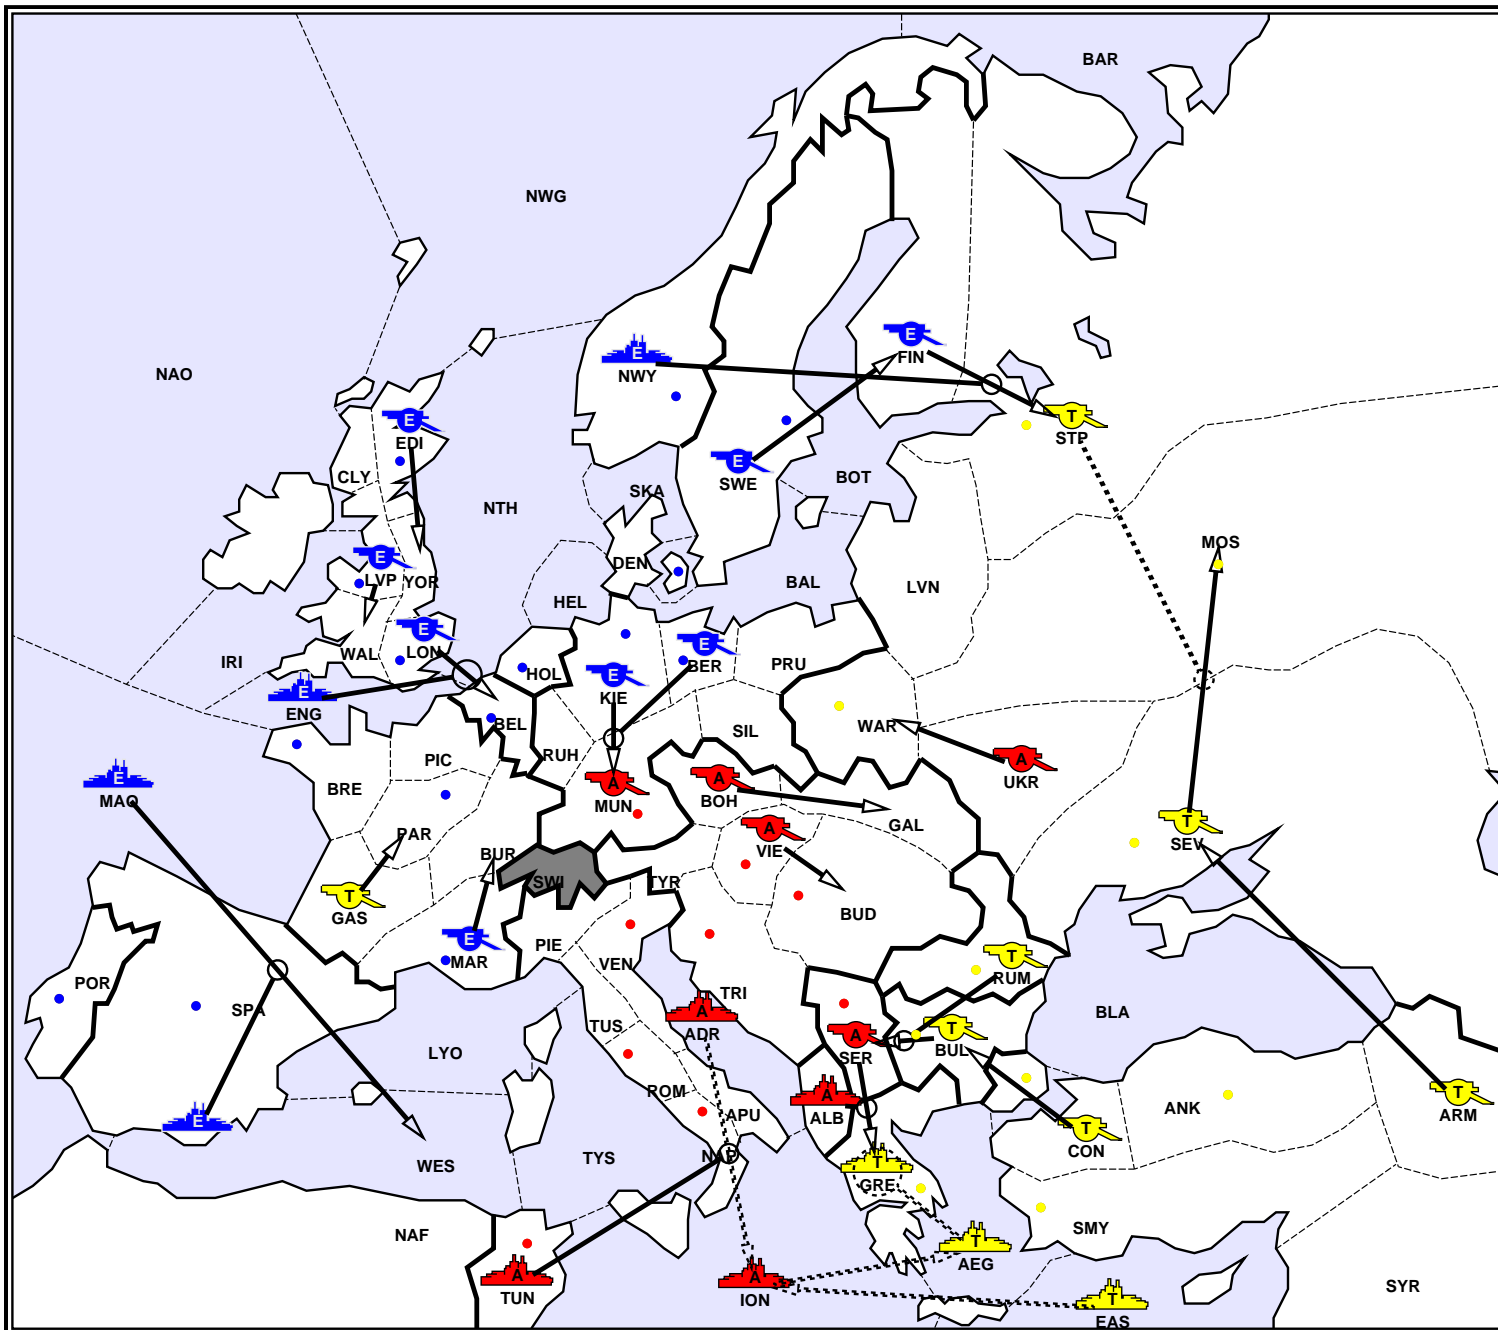 BAR
NWG
E
NWY
E
FIN
NAO
T
STP
E
EDI
E
SWE
CLY
BOT
SKA
NTH
MOS
E
LVP
YOR
DEN
BAL
LVN
HEL
E
LON
WAL
IRI
E
BER
PRU
HOL
E
KIE
E
ENG
BEL
WAR
SIL
RUH
PIC
A
UKR
E
MAO
A
MUN
A
BOH
BRE
T
SEV
GAL
PAR
A
VIE
BUR
SWI
TYR
T
GAS
BUD
E
MAR
PIE
VEN
T
RUM
POR
SPA
TRI
BLA
A
ADR
TUS
T
BUL
A
SER
LYO
ROM
A
ALB
APU
T
ARM
ANK
E
T
CON
NAP
TYS
WES
T
GRE
SMY
NAF
T
AEG
A
TUN
A
ION
SYR
T
EAS